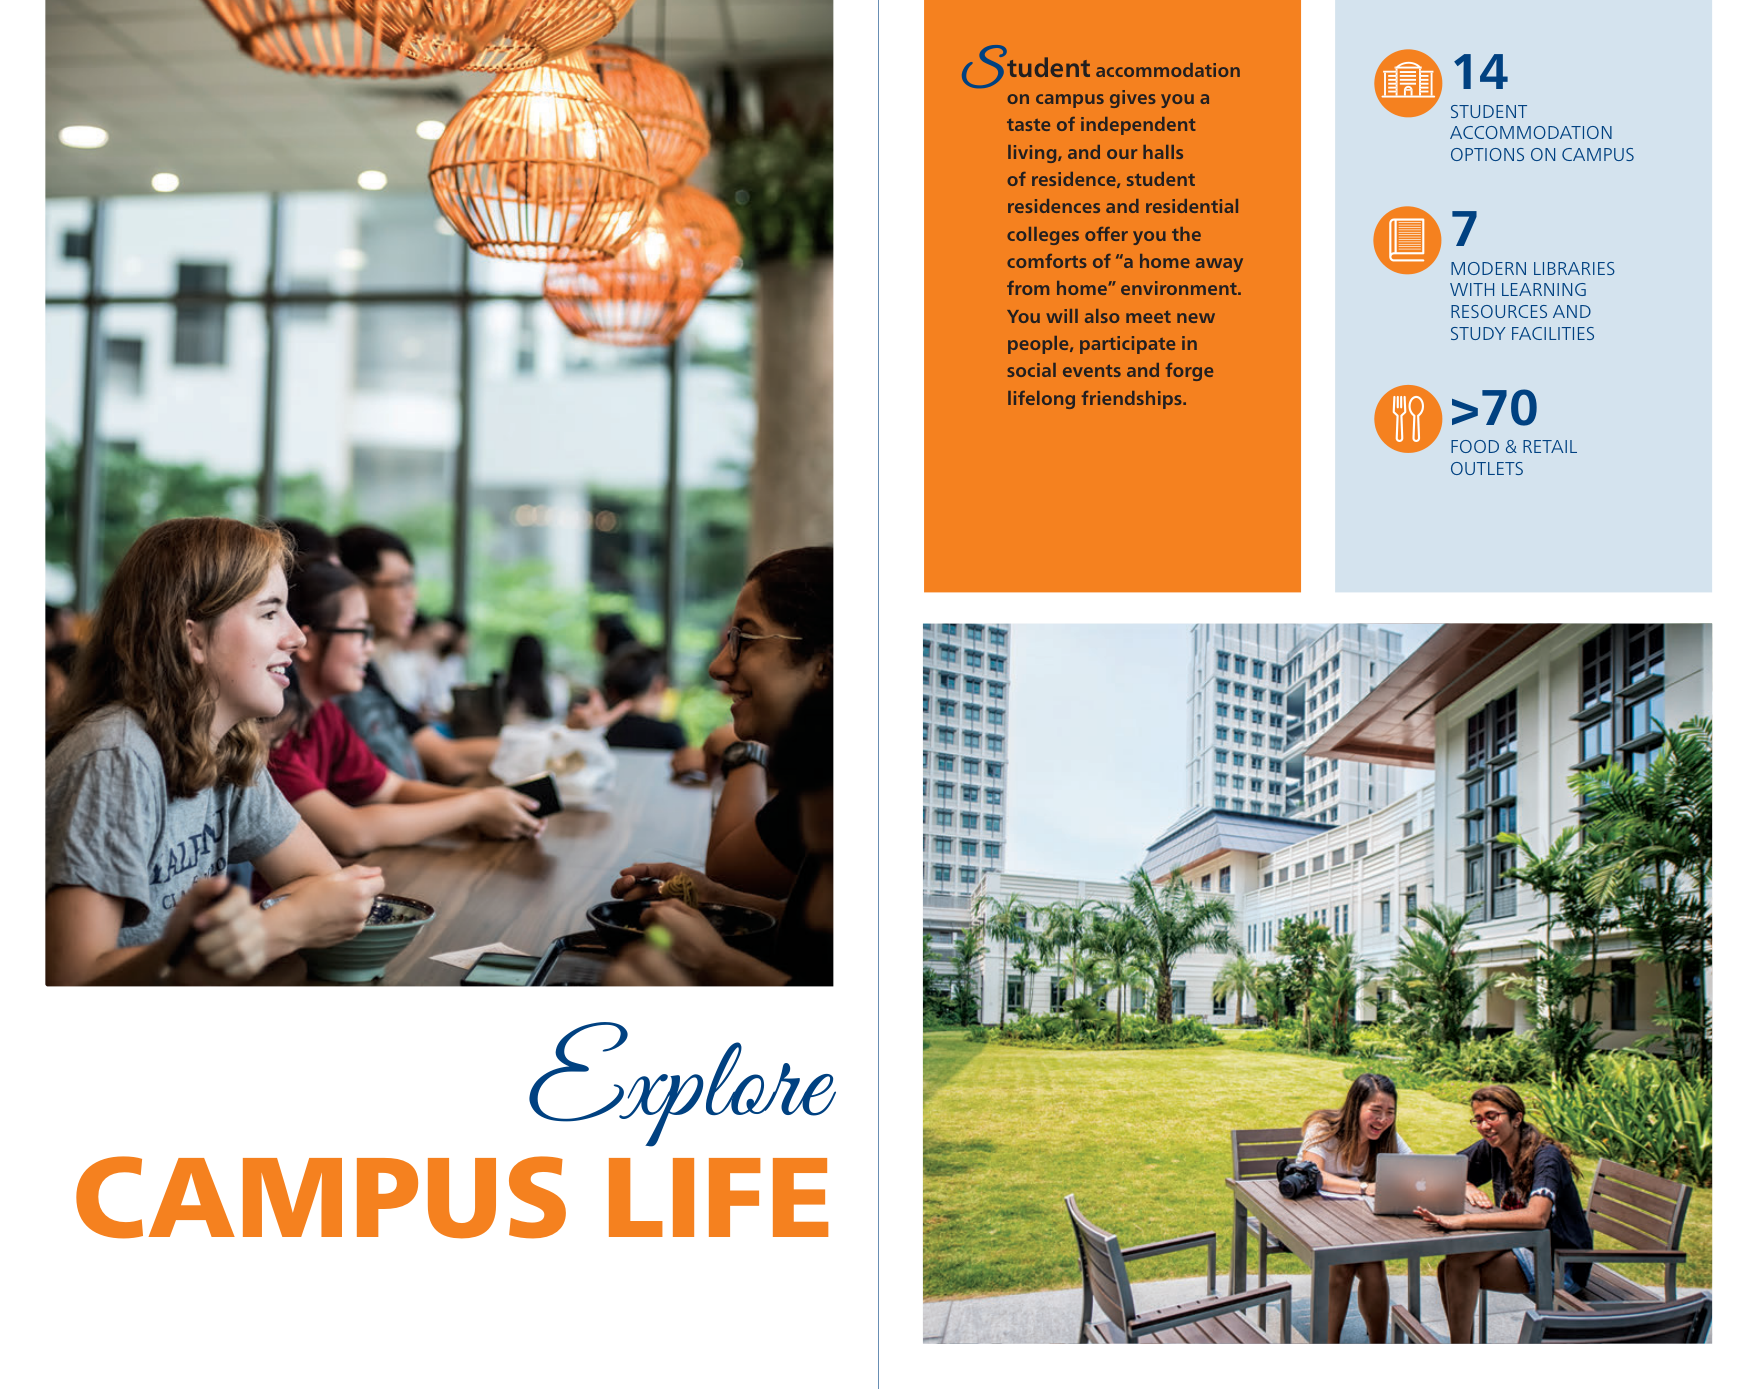 Explore
CAMPUS LIFE
Student accommodation
on campus gives you a
taste of independent
living, and our halls
of residence, student
residences and residential
colleges offer you the
comforts of “a home away
from home” environment.
You will also meet new
people, participate in
social events and forge
lifelong friendships.
14
STUDENT
ACCOMMODATION
OPTIONS ON CAMPUS
7
MODERN LIBRARIES
WITH LEARNING
RESOURCES AND
STUDY FACILITIES
>70
FOOD & RETAIL
OUTLETS